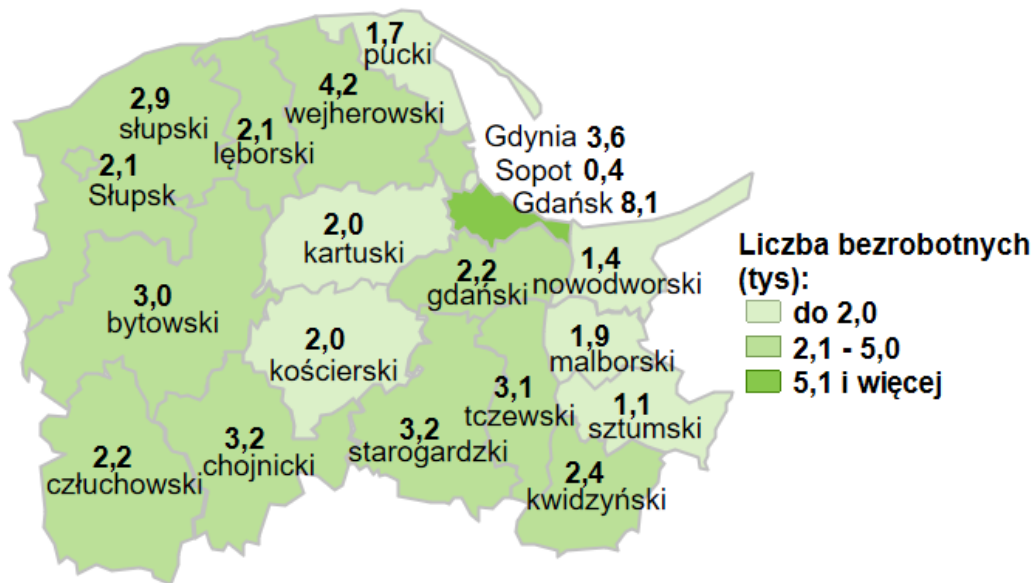 1,7
pucki
4,2
wejherowski
2,9
słupski
2,1
lęborski
2,1
Słupsk
Gdynia 3,6
Sopot 0,4
Gdańsk 8,1
2,0
kartuski
2,2
gdański
1,4
nowodworski
3,0
bytowski
2,0
kościerski
1,9
malborski
3,1
tczewski
1,1
sztumski
2,2
człuchowski
3,2
chojnicki
3,2
starogardzki
2,4
kwidzyński
Liczba bezrobotnych
(tys):
do 2,0
2,1 - 5,0
5,1 i więcej